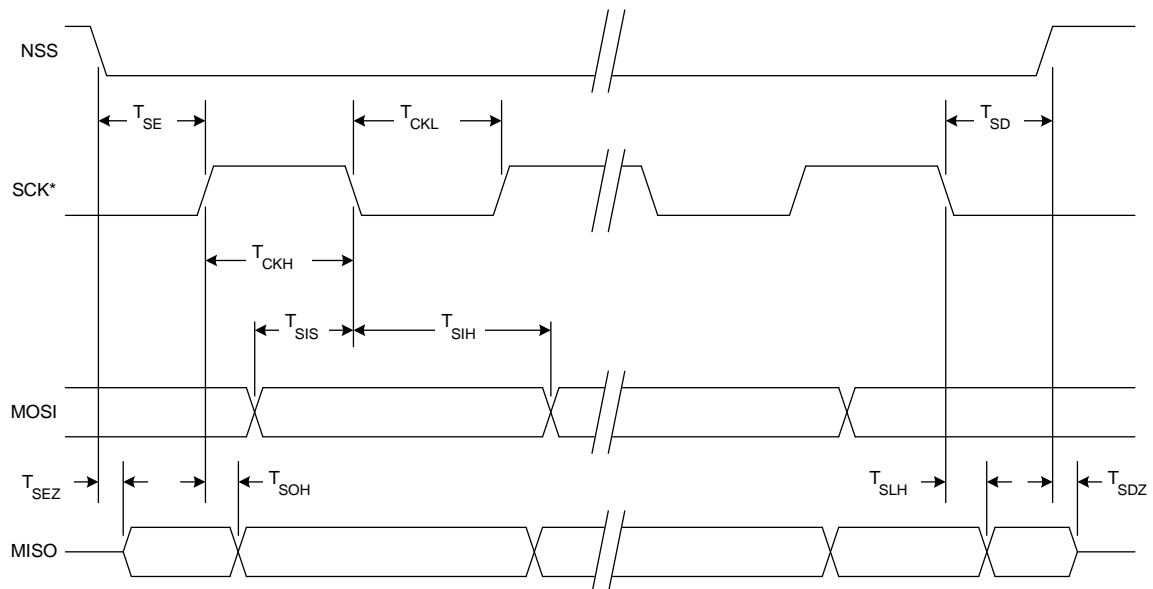 NSS
T_SE
T_CKL
T_SD
SCK*
T_CKH
T_SIS
T_SIH
MOSI
T_SEZ
T_SOH
T_SLH
T_SDZ
MISO